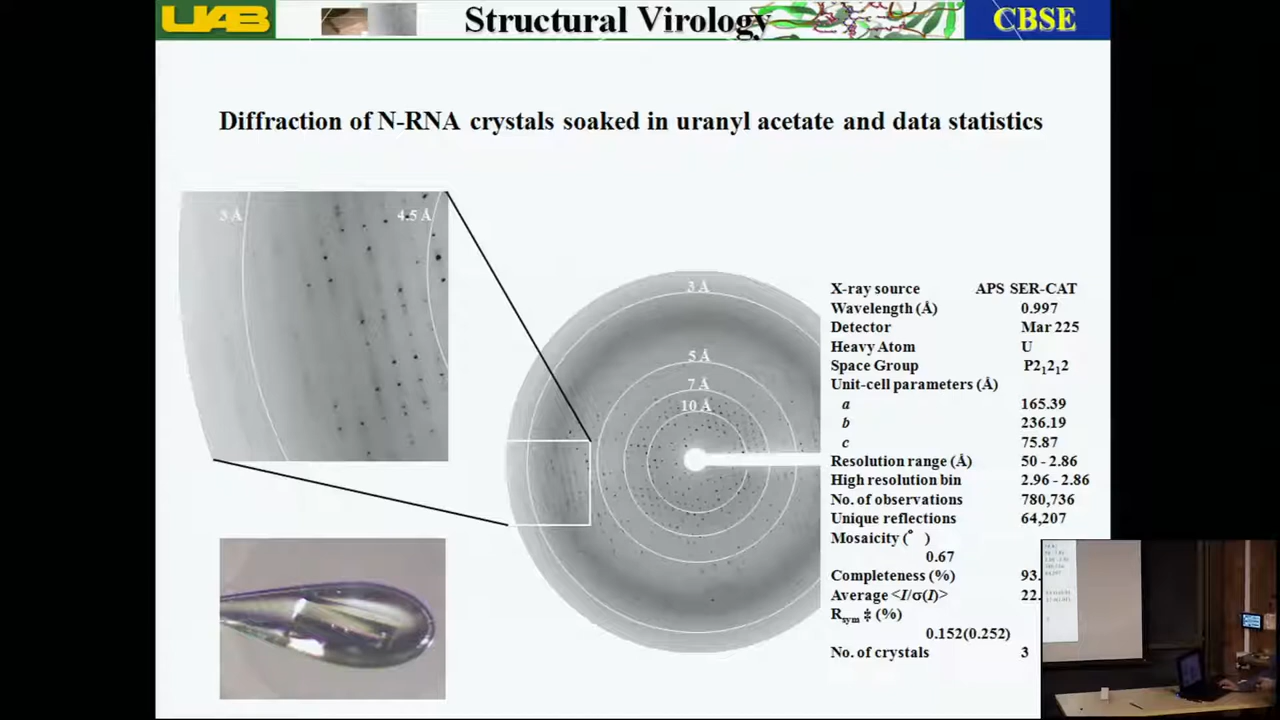 UAB
Structural Virology
CBSE
Diffraction of N-RNA crystals soaked in uranyl acetate and data statistics
3 Å
4.5 Å
3 Å
5 Å
7 Å
10 Å
X-ray source APS SER-CAT
Wavelength (Å) 0.997
Detector Mar 225
Heavy Atom U
Space Group P2₁2₁2
Unit-cell parameters (Å)
a 165.39
b 236.19
c 75.87
Resolution range (Å) 50 - 2.86
High resolution bin 2.96 - 2.86
No. of observations 780,736
Unique reflections 64,207
Mosaicity (° )
0.67
Completeness (%) 93.
Average <I/σ(I)> 22.
Rsym ‡ (%)
0.152(0.252)
No. of crystals 3